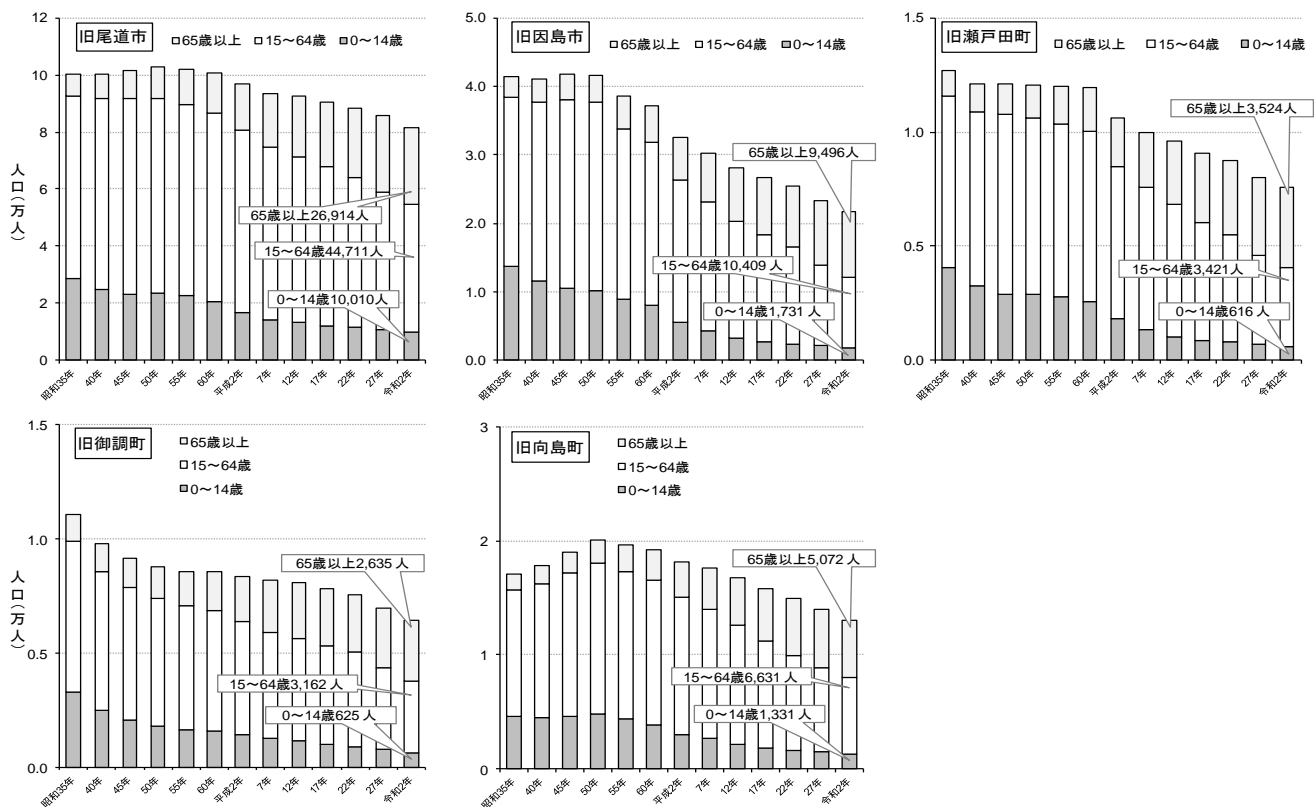 旧尾道市
□65歳以上 □15～64歳 ■0～14歳
人口(万人)
12
10
8
6
4
2
0
65歳以上26,914人
15～64歳44,711人
0～14歳10,010人
昭和35年 40年 45年 50年 55年 60年 平成2年 7年 12年 17年 22年 27年 令和2年
旧因島市
□65歳以上 □15～64歳 ■0～14歳
5.0
4.0
3.0
2.0
1.0
0.0
65歳以上9,496人
15～64歳10,409人
0～14歳1,731人
昭和35年 40年 45年 50年 55年 60年 平成2年 7年 12年 17年 22年 27年 令和2年
旧瀬戸田町
□65歳以上 □15～64歳 ■0～14歳
1.5
1.0
0.5
0.0
65歳以上3,524人
15～64歳3,421人
0～14歳616人
昭和35年 40年 45年 50年 55年 60年 平成2年 7年 12年 17年 22年 27年 令和2年
旧御調町
□65歳以上
□15～64歳
■0～14歳
人口(万人)
1.5
1.0
0.5
0.0
65歳以上2,635人
15～64歳3,162人
0～14歳625人
昭和35年 40年 45年 50年 55年 60年 平成2年 7年 12年 17年 22年 27年 令和2年
旧向島町
□65歳以上
□15～64歳
■0～14歳
3
2
1
0
65歳以上5,072人
15～64歳6,631人
0～14歳1,331人
昭和35年 40年 45年 50年 55年 60年 平成2年 7年 12年 17年 22年 27年 令和2年